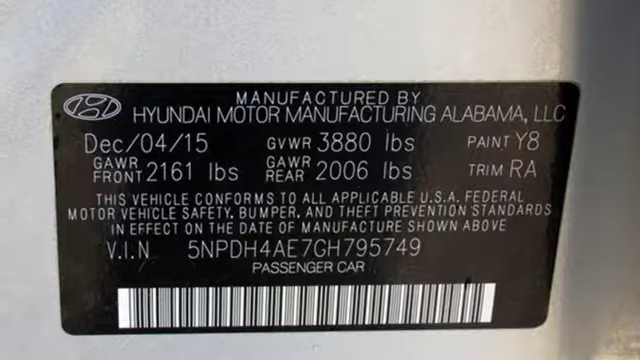 MANUFACTURED BY
HYUNDAI MOTOR MANUFACTURING ALABAMA, LLC
Dec/04/15 GVWR 3880 lbs PAINT Y8
GAWR FRONT 2161 lbs GAWR REAR 2006 lbs TRIM RA
THIS VEHICLE CONFORMS TO ALL APPLICABLE U.S.A. FEDERAL
MOTOR VEHICLE SAFETY, BUMPER, AND THEFT PREVENTION STANDARDS
IN EFFECT ON THE DATE OF MANUFACTURE SHOWN ABOVE
V.I.N 5NPDH4AE7GH795749
PASSENGER CAR